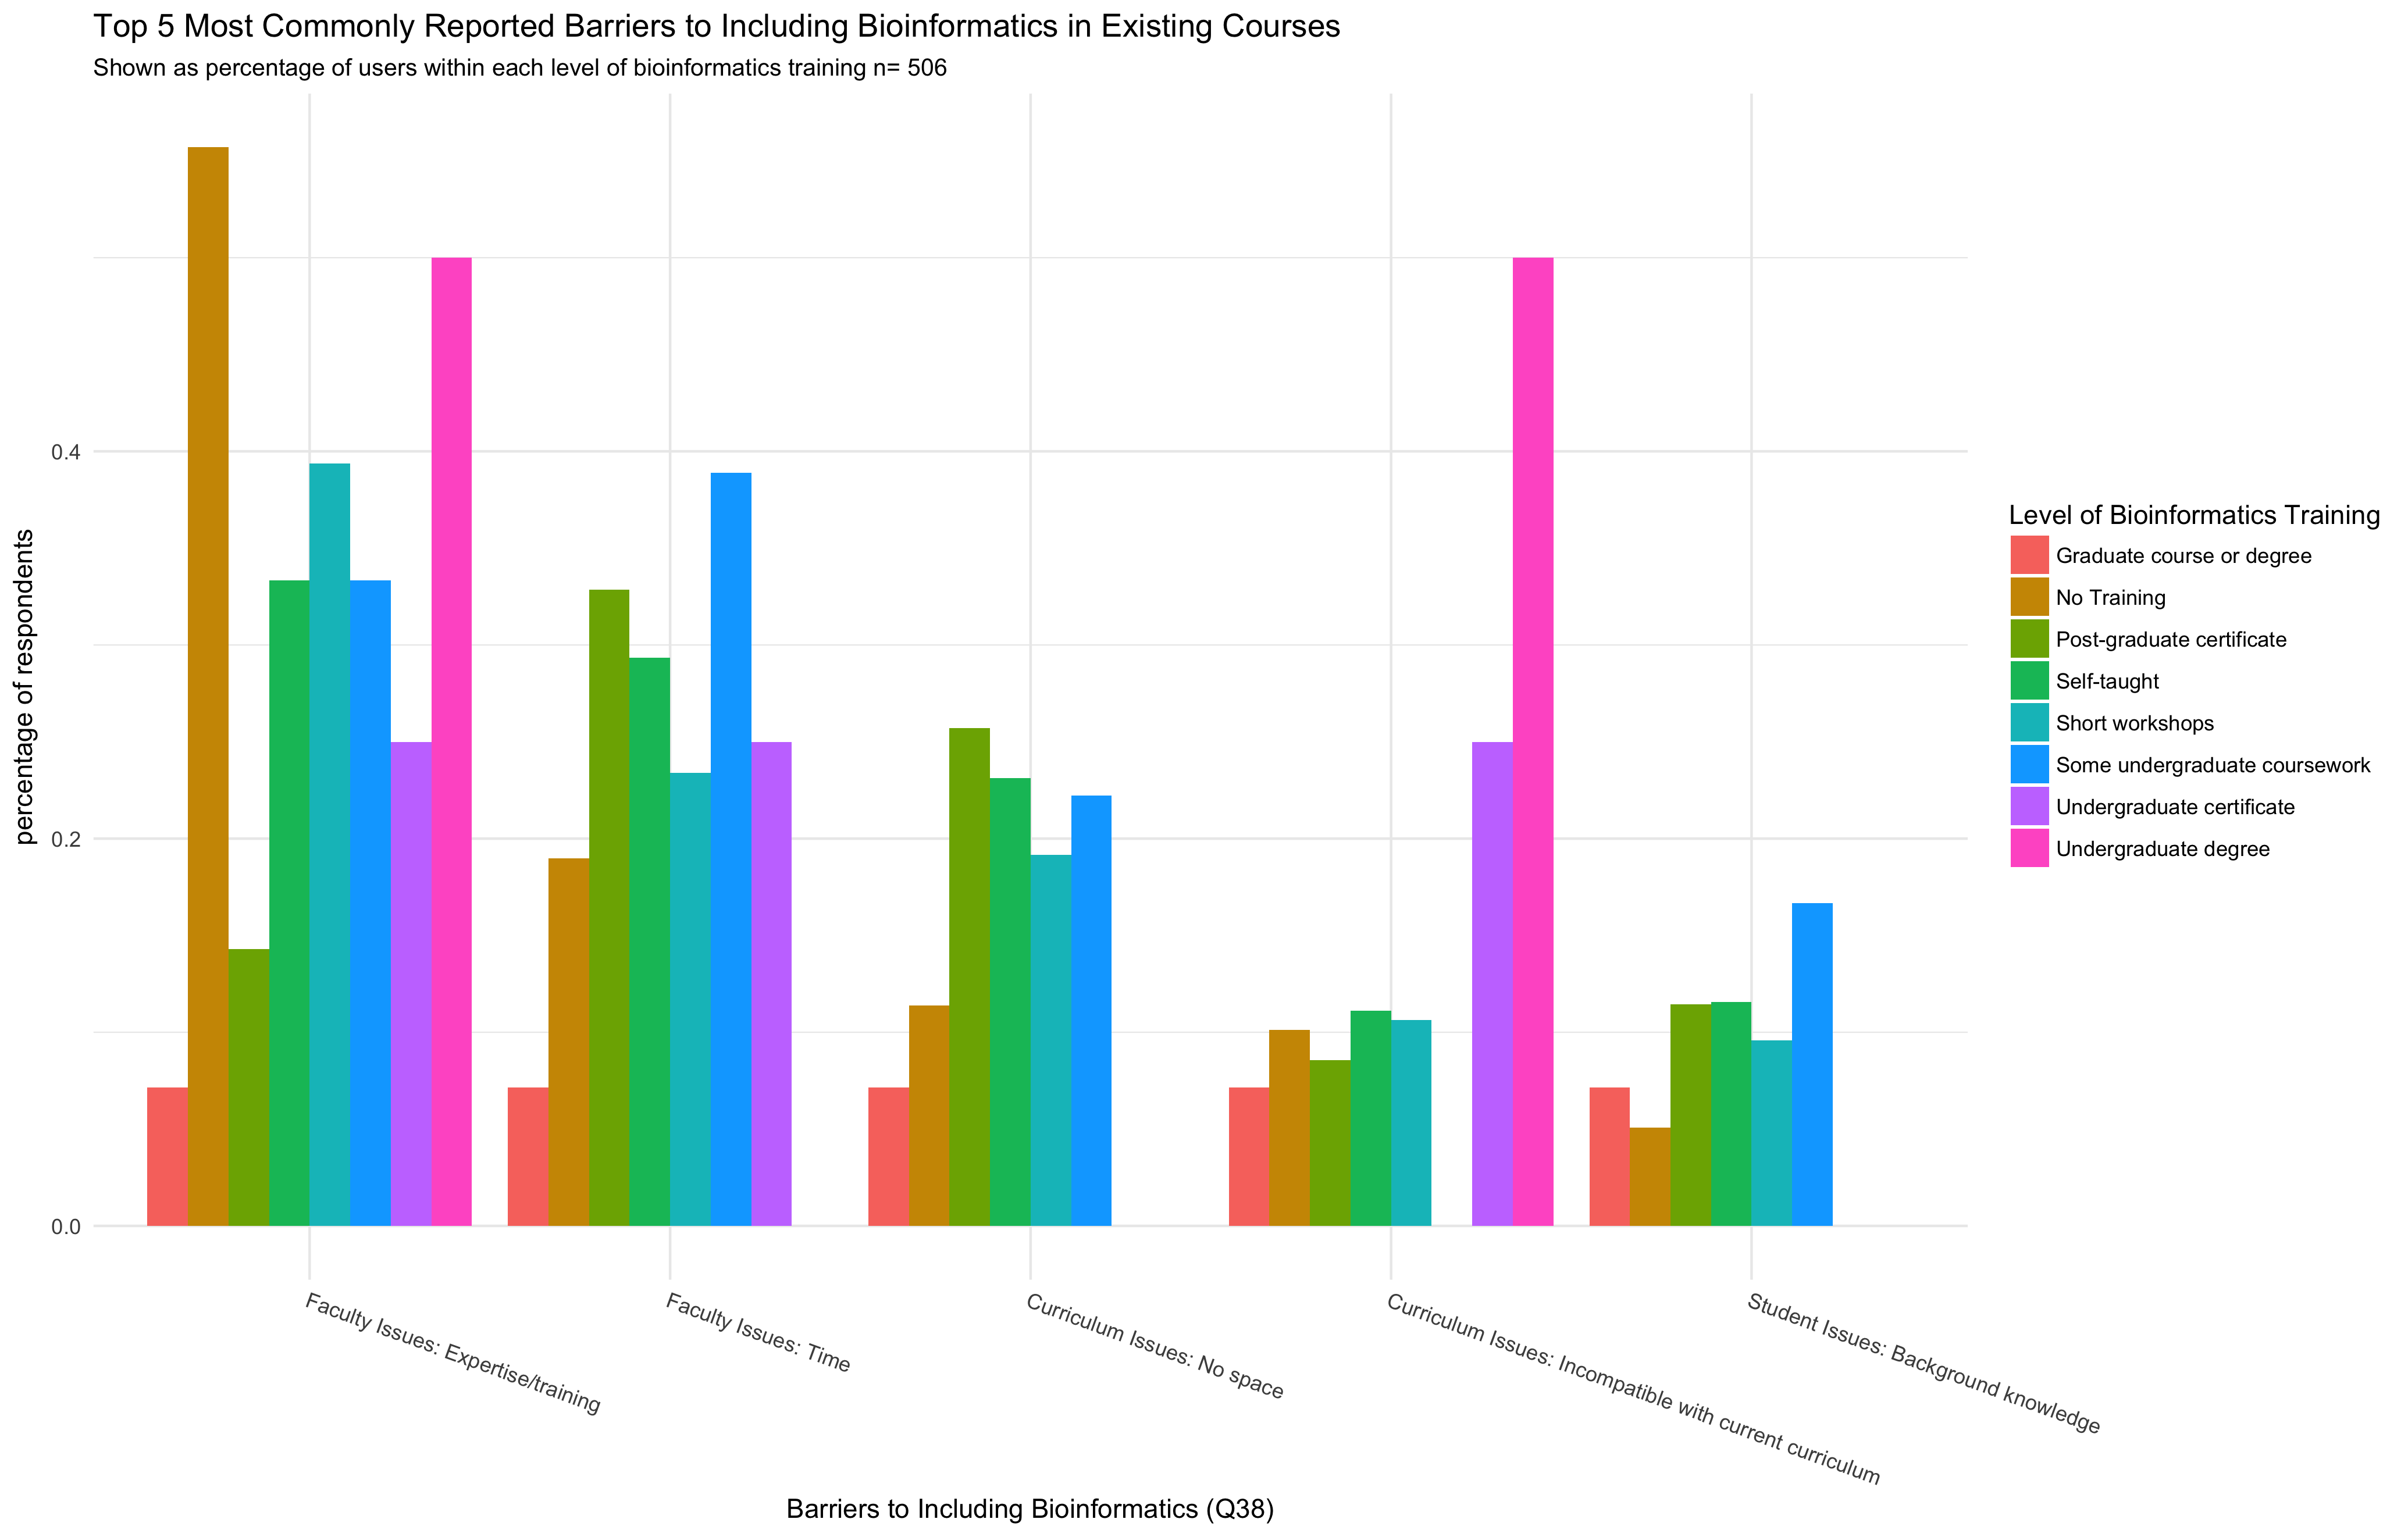 Top 5 Most Commonly Reported Barriers to Including Bioinformatics in Existing Courses
Shown as percentage of users within each level of bioinformatics training n= 506
percentage of respondents
0.4
0.2
0.0
Faculty Issues: Expertise/training
Faculty Issues: Time
Curriculum Issues: No space
Curriculum Issues: Incompatible with current curriculum
Student Issues: Background knowledge
Barriers to Including Bioinformatics (Q38)
Level of Bioinformatics Training
Graduate course or degree
No Training
Post-graduate certificate
Self-taught
Short workshops
Some undergraduate coursework
Undergraduate certificate
Undergraduate degree